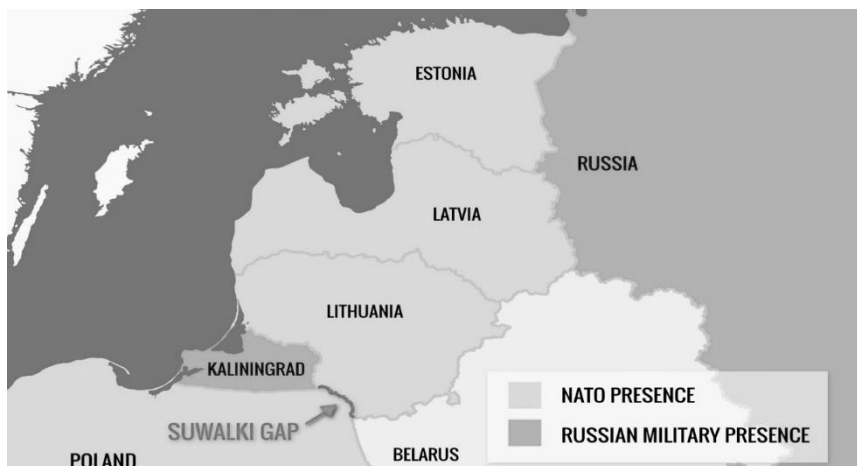 ESTONIA
RUSSIA
LATVIA
LITHUANIA
KALININGRAD
SUWALKI GAP
POLAND
BELARUS
NATO PRESENCE
RUSSIAN MILITARY PRESENCE